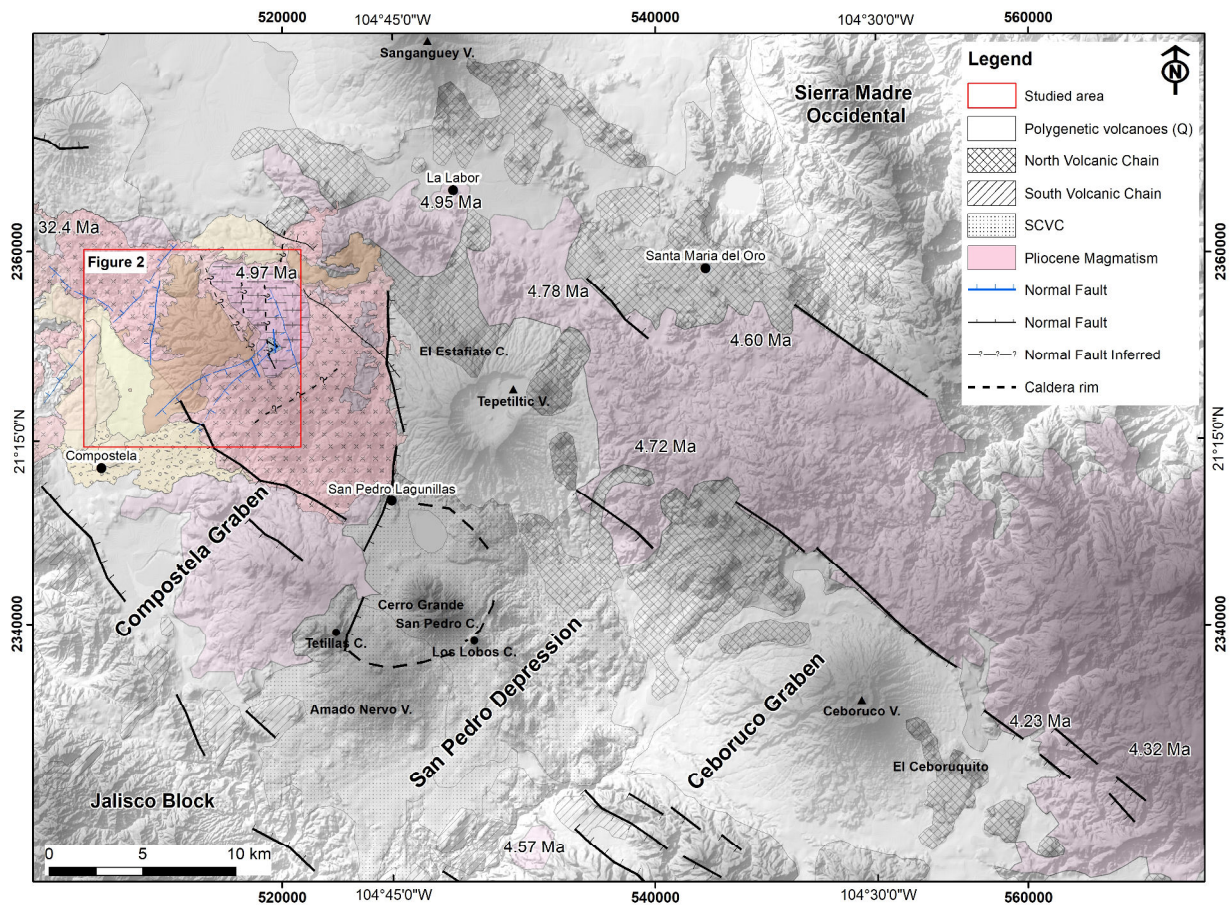 520000
104°45'0"W
540000
104°30'0"W
560000
Sanganguey V.
Sierra Madre
Occidental
Legend
N
Studied area
Polygenetic volcanoes (Q)
North Volcanic Chain
South Volcanic Chain
SCVC
Pliocene Magmatism
Normal Fault
Normal Fault
?
?
?
Normal Fault Inferred
Caldera rim
La Labor
4.95 Ma
32.4 Ma
2360000
2360000
Figure 2
4.97 Ma
Santa Maria del Oro
4.78 Ma
4.60 Ma
El Estafiate C.
Tepetiltic V.
21°15'0"N
21°15'0"N
4.72 Ma
Compostela
San Pedro Lagunillas
Compostela Graben
Cerro Grande
San Pedro C.
Tetillas C.
Los Lobos C.
2340000
2340000
San Pedro Depression
Ceboruco Graben
Amado Nervo V.
Ceboruco V.
4.23 Ma
4.32 Ma
El Ceboruquito
Jalisco Block
4.57 Ma
0
5
10 km
520000
104°45'0"W
540000
104°30'0"W
560000